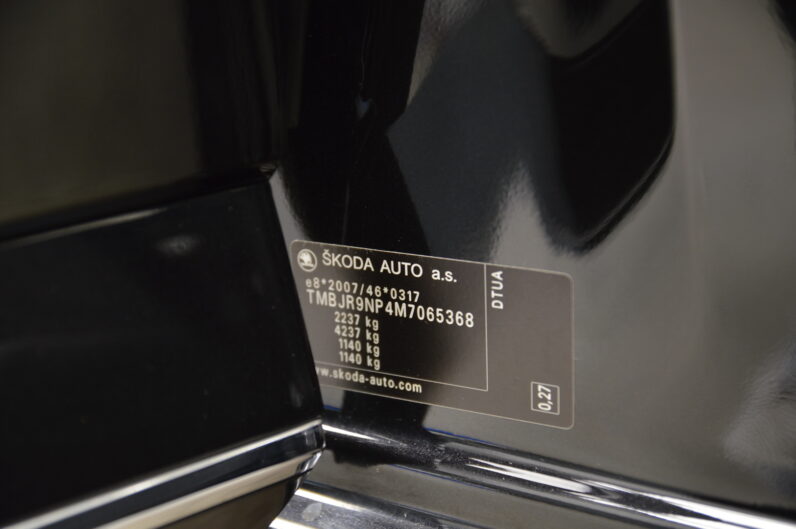 ŠKODA AUTO a.s.
e8*2007/46*0317
TMBJR9NP4M7065368
2237 kg
4237 kg
1140 kg
1140 kg
www.skoda-auto.com
DTUA
0,27